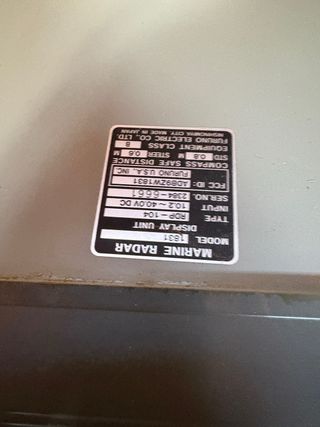 MARINE RADAR
MODEL 1831
DISPLAY UNIT
TYPE RDP-104
INPUT 10.2 ~ 40.0V DC
SER.NO. 2384-6661
FCC ID: ADB9ZW1831
FURUNO U.S.A., INC.
COMPASS SAFE DISTANCE
STD 0.8 M STEER 0.6 M
EQUIPMENT CLASS B
FURUNO ELECTRIC CO., LTD.
NISHINOMIYA CITY, MADE IN JAPAN